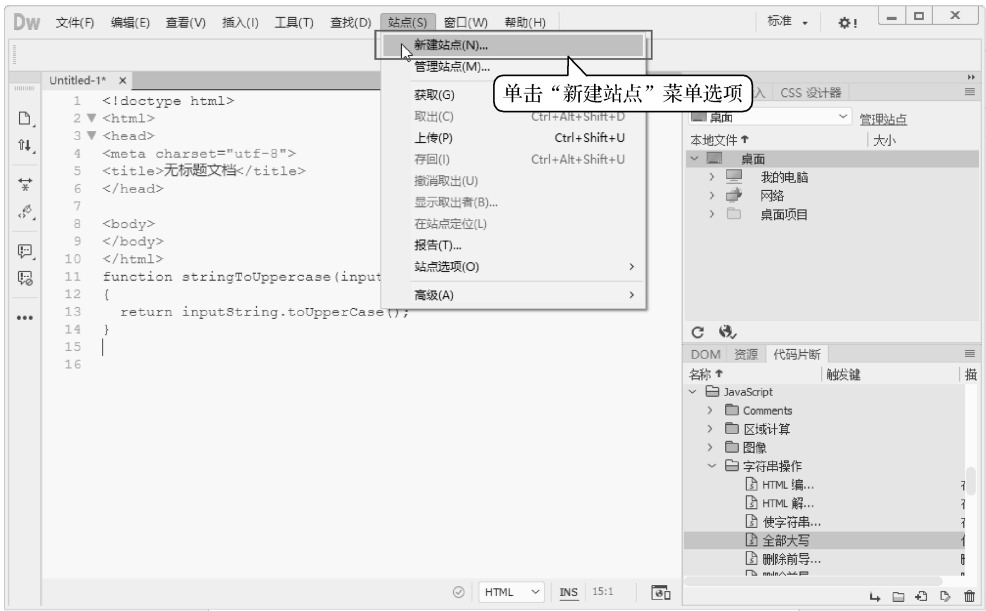 Dw 文件(F) 编辑(E) 查看(V) 插入(I) 工具(T) 查找(D) 站点(S) 窗口(W) 帮助(H) 标准
新建站点(N)...
管理站点(M)...
获取(G)
取出(C) Ctrl+Alt+Shift+D
上传(P) Ctrl+Shift+U
存回(I) Ctrl+Alt+Shift+U
撤消取出(U)
显示取出者(B)...
在站点定位(L)
报告(T)...
站点选项(O)
高级(A)
单击“新建站点”菜单选项
Untitled-1* ×
1 <!doctype html>
2 <html>
3 <head>
4 <meta charset="utf-8">
5 <title>无标题文档</title>
6 </head>
7
8 <body>
9 </body>
10 </html>
11 function stringToUppercase(input
12 {
13 return inputString.toUpperCase();
14 }
15
16
HTML INS 15:1
入 CSS 设计器
桌面 管理站点
本地文件 大小
桌面
我的电脑
网络
桌面项目
DOM 资源 代码片断
名称 触发键 描
JavaScript
Comments
区域计算
图像
字符串操作
HTML 编...
HTML 解...
使字符串...
全部大写
删除前导...